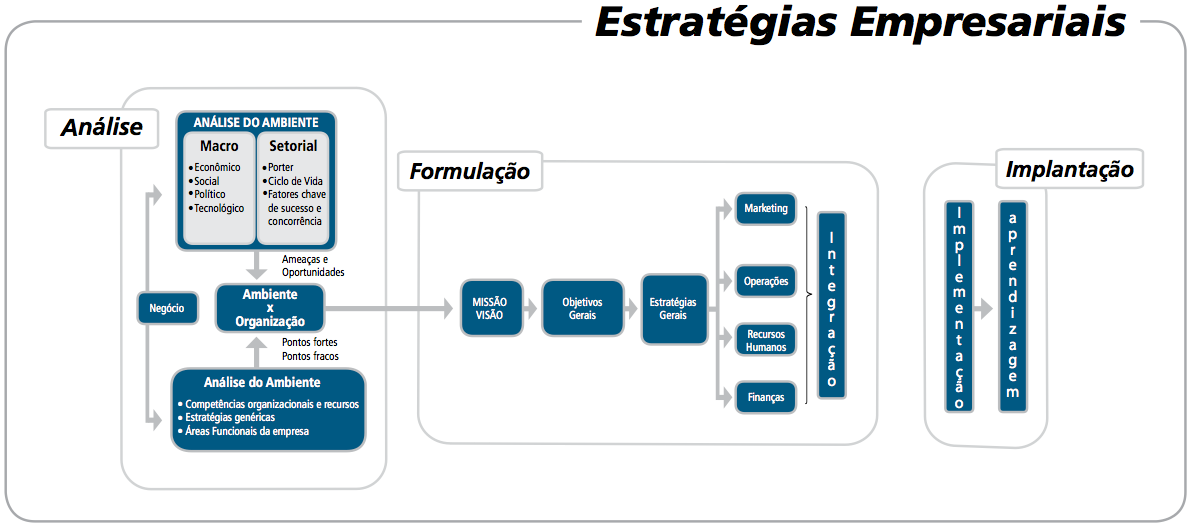 Estratégias Empresariais
Análise
ANÁLISE DO AMBIENTE
Macro
• Econômico
• Social
• Político
• Tecnológico
Setorial
• Porter
• Ciclo de Vida
• Fatores chave
de sucesso e
concorrência
Ameaças e
Oportunidades
Negócio
Ambiente
x
Organização
Pontos fortes
Pontos fracos
Análise do Ambiente
• Competências organizacionais e recursos
• Estratégias genéricas
• Áreas Funcionais da empresa
Formulação
MISSÃO
VISÃO
Objetivos
Gerais
Estratégias
Gerais
Marketing
Operações
Recursos
Humanos
Finanças
Integração
Implantação
Implementação
aprendizagem